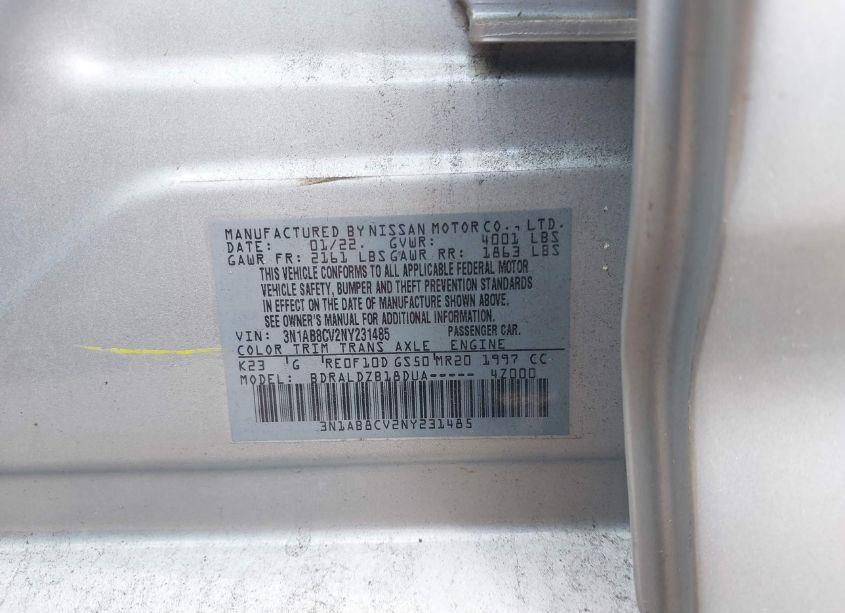 MANUFACTURED BY NISSAN MOTOR CO., LTD.
DATE: 01/22. GVWR: 4001 LBS
GAWR FR: 2161 LBS GAWR RR: 1863 LBS
THIS VEHICLE CONFORMS TO ALL APPLICABLE FEDERAL MOTOR
VEHICLE SAFETY, BUMPER AND THEFT PREVENTION STANDARDS
IN EFFECT ON THE DATE OF MANUFACTURE SHOWN ABOVE.
SEE OWNER'S MANUAL FOR ADDITIONAL INFORMATION.
VIN: 3N1AB8CV2NY231485 PASSENGER CAR.
COLOR TRIM TRANS AXLE ENGINE
K23 G RE0F10D GS50 MR20 1997 CC
MODEL: BDRALDZB18DUA----- 4Z000
3N1AB8CV2NY231485